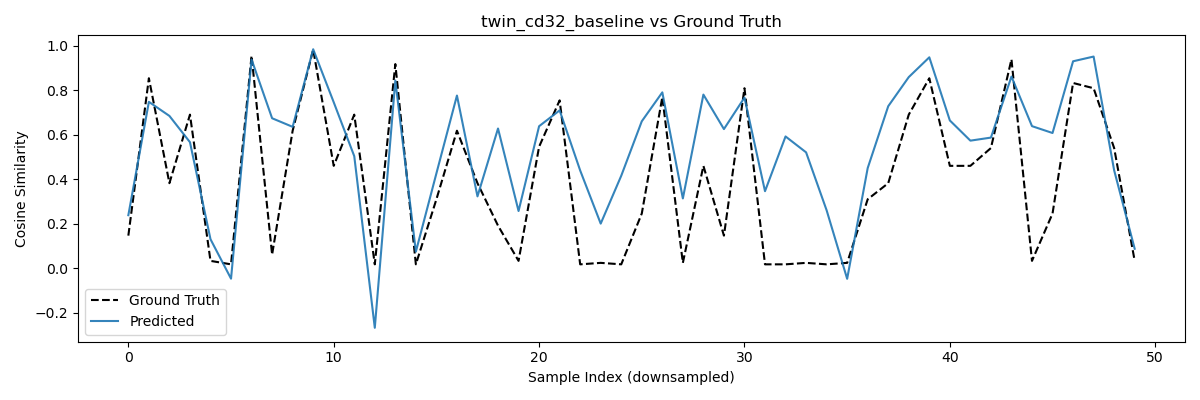 twin_cd32_baseline vs Ground Truth
Cosine Similarity
1.0
0.8
0.6
0.4
0.2
0.0
−0.2
Ground Truth
Predicted
0
10
20
30
40
50
Sample Index (downsampled)